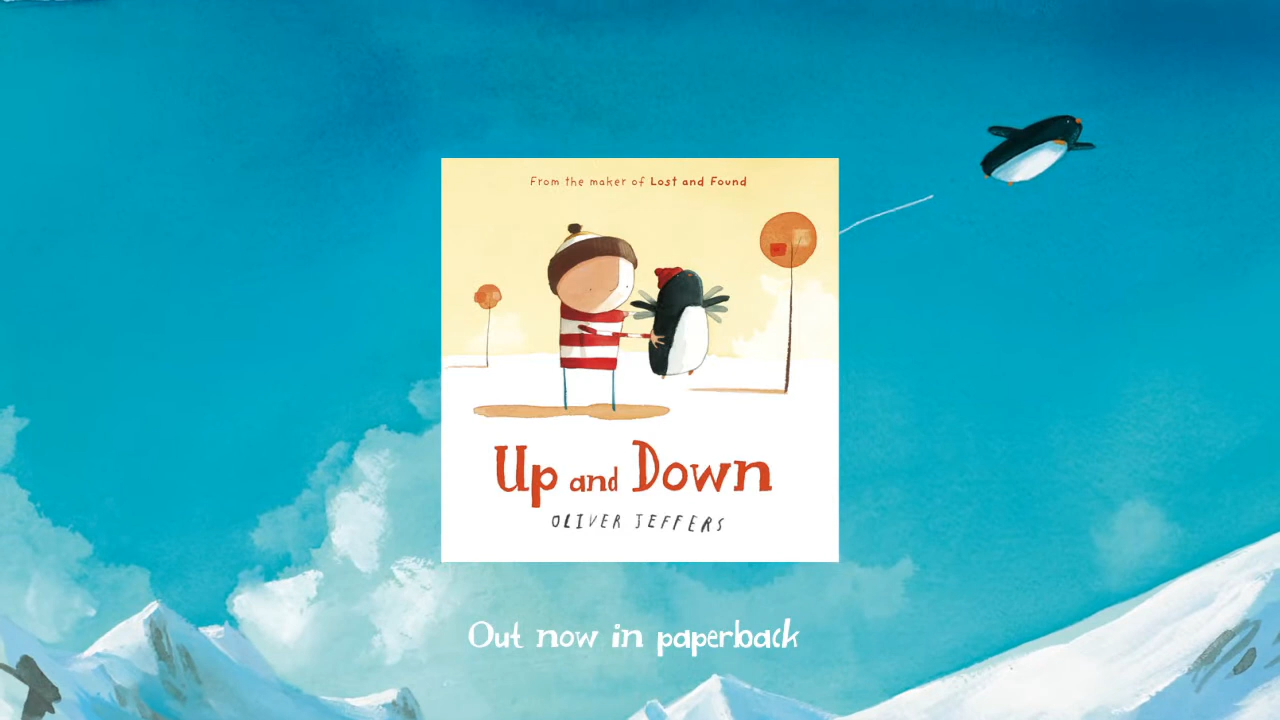 From the maker of Lost and Found
Up and Down
OLIVER JEFFERS
Out now in paperback